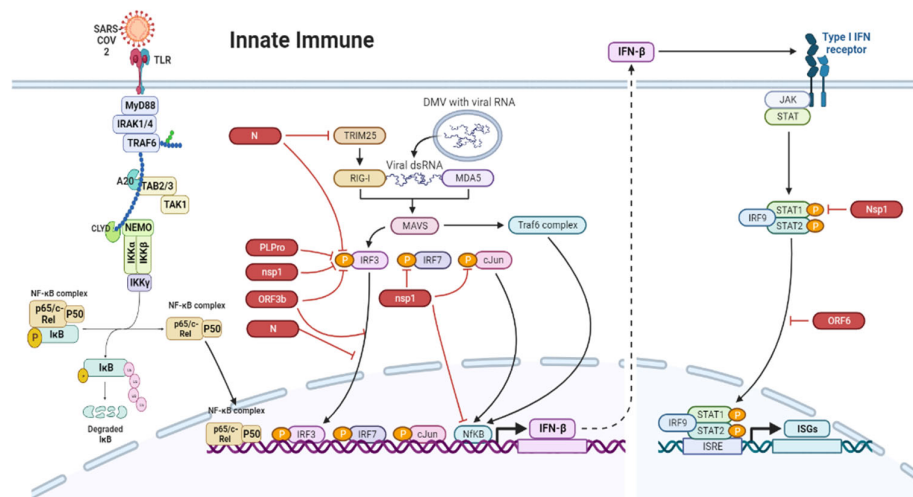 SARS-
COV
2
TLR
Innate Immune
MyD88
IRAK1/4
TRAF6
A20
TAB2/3
TAK1
CLYD
NEMO
IKKα
IKKβ
IKKγ
NF-κB complex
p65/c-
Rel
P50
P
IκB
NF-κB complex
p65/c-
Rel
P50
IκB
Degraded
IκB
N
TRIM25
DMV with viral RNA
Viral dsRNA
RIG-I
MDA5
MAVS
Traf6 complex
PLPro
nsp1
ORF3b
N
P
IRF3
P
IRF7
P
cJun
nsp1
NF-κB complex
p65/c-
Rel
P50
P
IRF3
P
IRF7
P
cJun
NfKB
IFN-β
IFN-β
Type I IFN
receptor
JAK
STAT
IRF9
STAT1
P
STAT2
P
Nsp1
ORF6
IRF9
STAT1
P
STAT2
P
ISRE
ISGs